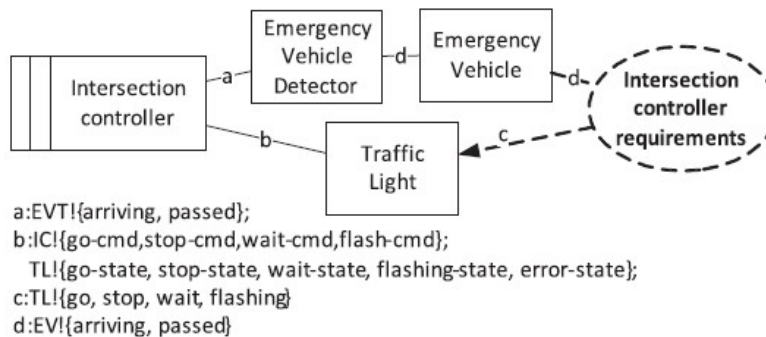 Intersection
controller
a
Emergency
Vehicle
Detector
d
Emergency
Vehicle
d
Intersection
controller
requirements
b
Traffic
Light
c
a:EVT!{arriving, passed};
b:IC!{go-cmd,stop-cmd,wait-cmd,flash-cmd};
TL!{go-state, stop-state, wait-state, flashing-state, error-state};
c:TL!{go, stop, wait, flashing}
d:EV!{arriving, passed}